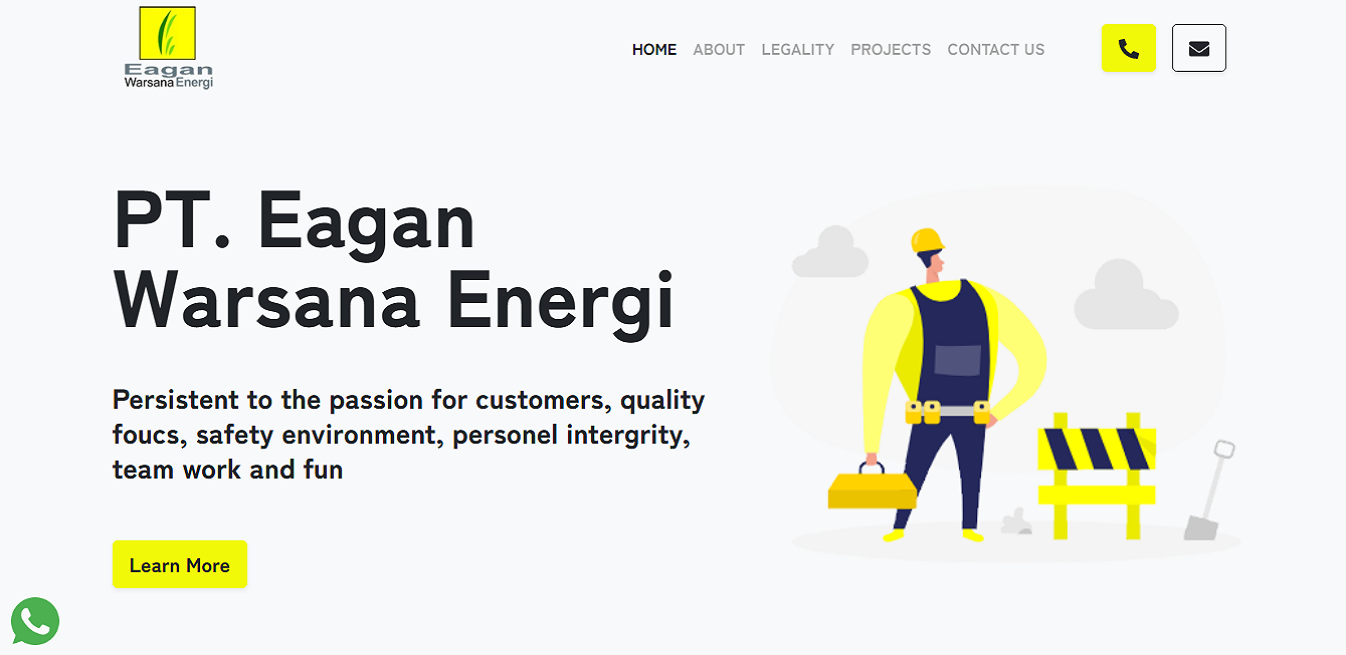 Eagan
Warsana Energi
HOME ABOUT LEGALITY PROJECTS CONTACT US
PT. Eagan
Warsana Energi
Persistent to the passion for customers, quality
foucs, safety environment, personel intergrity,
team work and fun
Learn More